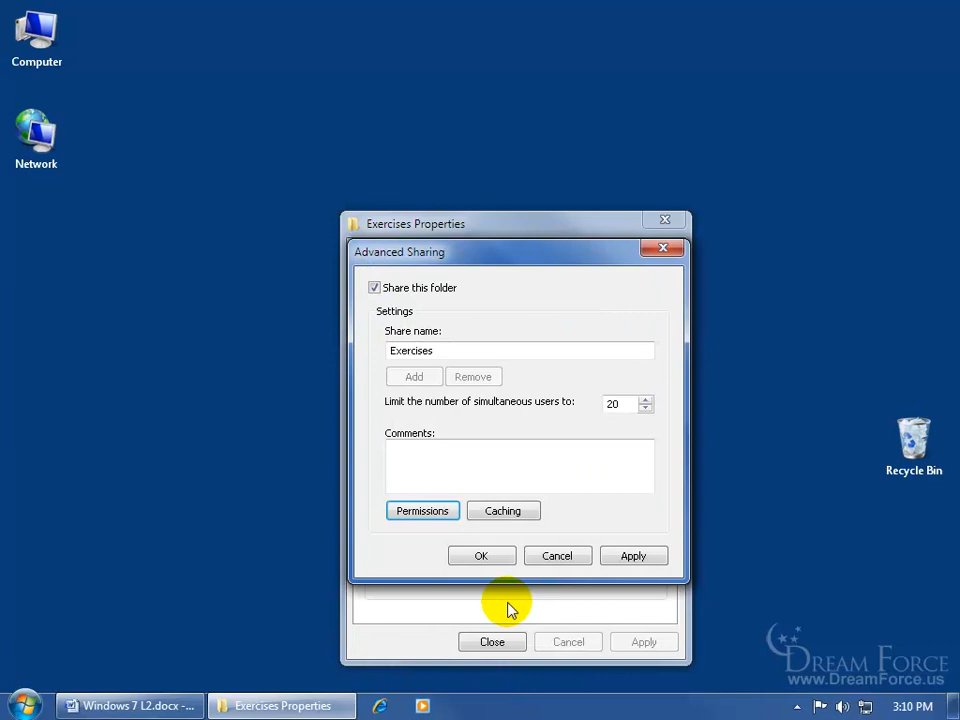 Computer
Network
Exercises Properties
Advanced Sharing
Share this folder
Settings
Share name:
Exercises
Add
Remove
Limit the number of simultaneous users to:
20
Comments:
Permissions
Caching
OK
Cancel
Apply
Close
Cancel
Apply
Recycle Bin
DREAM FORCE
www.DreamForce.us
Windows 7 L2.docx -...
Exercises Properties
3:10 PM